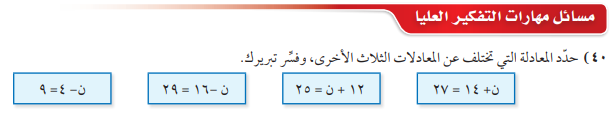 مسائل مهارات التفكير العليا
٤٠) حدّد المعادلة التي تختلف عن المعادلات الثلاث الأخرى، وفسِّر تبريرك.
ن+ ١٤ = ٢٧
١٢ + ن = ٢٥
ن –١٦ = ٢٩
ن– ٤ = ٩